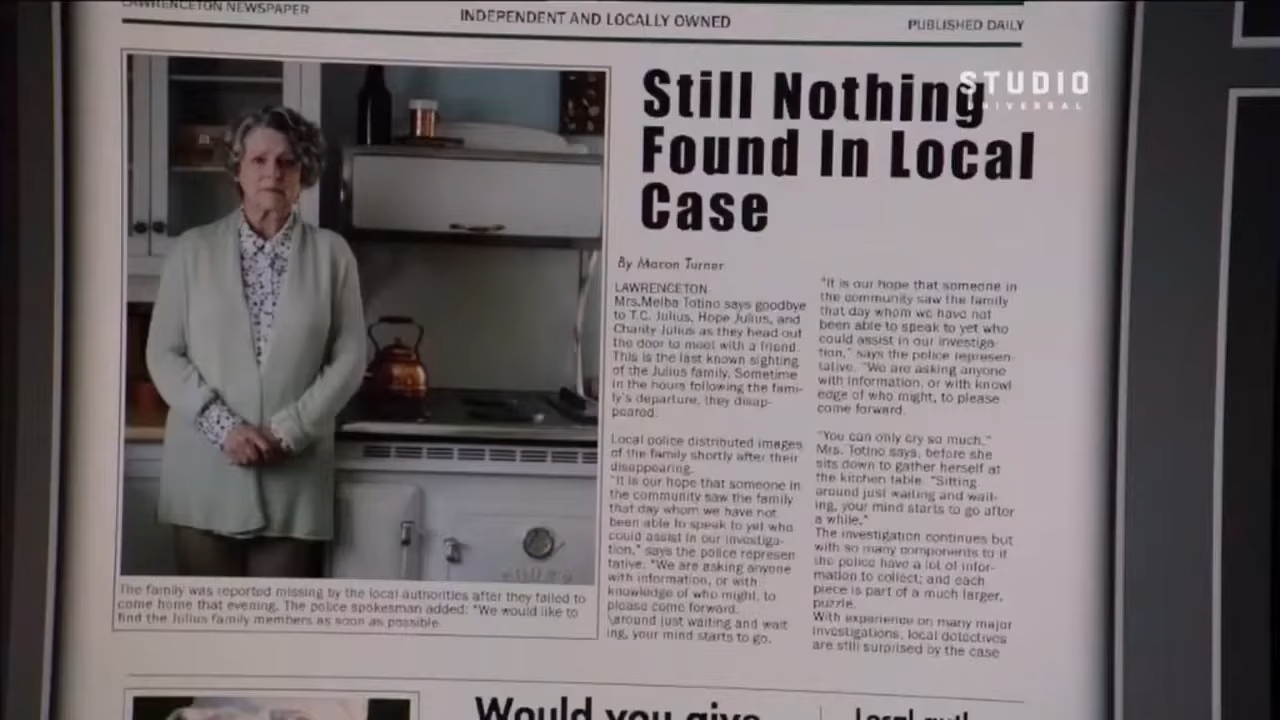 LAWRENCETON NEWSPAPER
INDEPENDENT AND LOCALLY OWNED
PUBLISHED DAILY
STUDIO
UNIVERSAL
Still Nothing
Found In Local
Case
By Macon Turner
LAWRENCETON
Mrs.Melba Totino says goodbye
to T.C. Julius, Hope Julius, and
Charity Julius as they head out
the door to meet with a friend.
This is the last known sighting
of the Julius family. Sometime
in the hours following the fami-
ly's departure, they disap-
peared.
Local police distributed images
of the family shortly after their
disappearing.
"It is our hope that someone in
the community saw the family
that day whom we have not
been able to speak to yet who
could assist in our investiga-
tion," says the police represen
tative. "We are asking anyone
with information, or with
knowledge of who might, to
please come forward.
\around just waiting and wait
ing, your mind starts to go.
"It is our hope that someone in
the community saw the family
that day whom we have not
been able to speak to yet who
could assist in our investiga-
tion," says the police represen-
tative. "We are asking anyone
with information, or with knowl
edge of who might, to please
come forward.
"You can only cry so much,"
Mrs. Totino says, before she
sits down to gather herself at
the kitchen table. "Sitting
around just waiting and wait-
ing, your mind starts to go after
a while."
The investigation continues but
with so many components to it
the police have a lot of infor-
mation to collect; and each
piece is part of a much larger,
puzzle.
With experience on many major
investigations, local detectives
are still surprised by the case
The family was reported missing by the local authorities after they failed to
come home that evening. The police spokesman added: "We would like to
find the Julius family members as soon as possible.
Would you give
Local